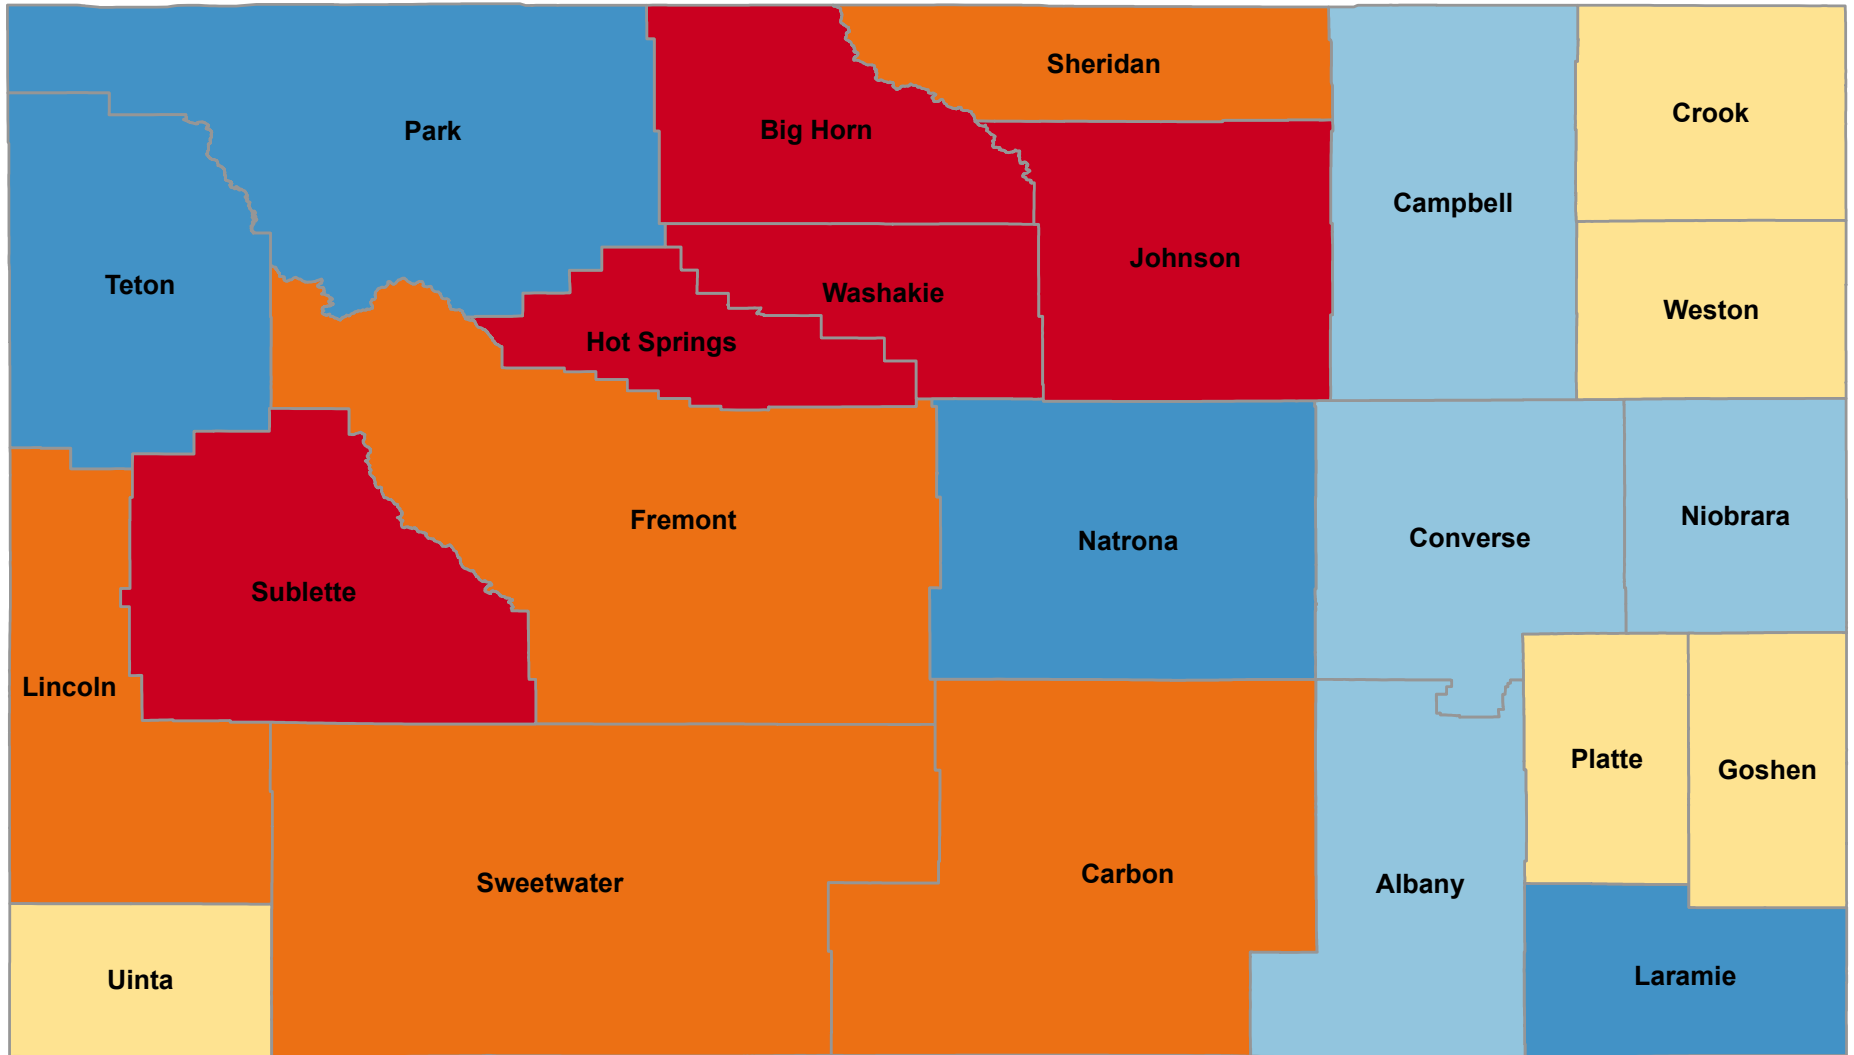 Sheridan
Crook
Park
Big Horn
Campbell
Johnson
Teton
Washakie
Weston
Hot Springs
Fremont
Niobrara
Converse
Natrona
Sublette
Lincoln
Platte
Goshen
Carbon
Sweetwater
Albany
Laramie
Uinta